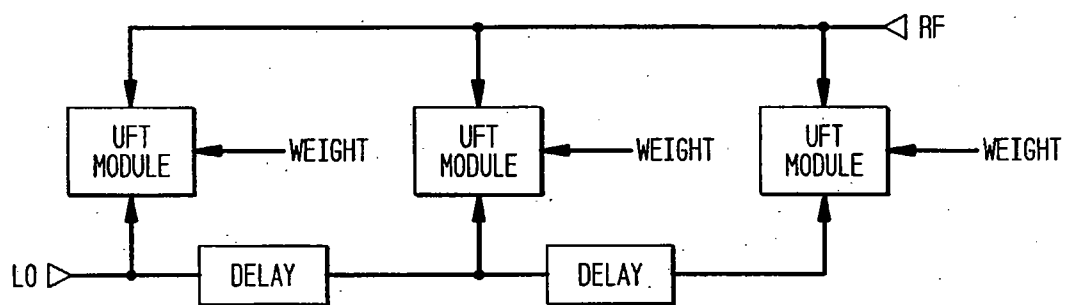 RF
UFT
MODULE
WEIGHT
UFT
MODULE
WEIGHT
UFT
MODULE
WEIGHT
LO
DELAY
DELAY